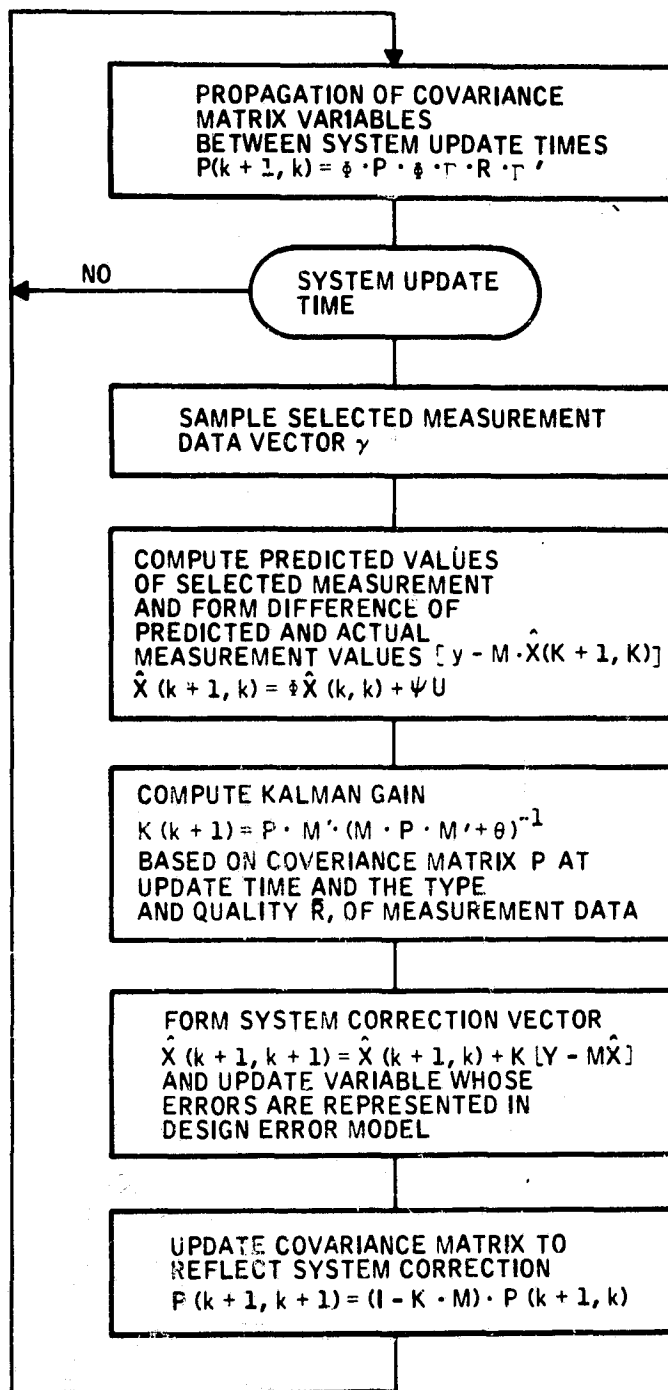 PROPAGATION OF COVARIANCE
MATRIX VARIABLES
BETWEEN SYSTEM UPDATE TIMES
P(k + 1, k) = Φ · P · Φ · Γ · R · Γ ′
NO
SYSTEM UPDATE
TIME
SAMPLE SELECTED MEASUREMENT
DATA VECTOR γ
COMPUTE PREDICTED VALUES
OF SELECTED MEASUREMENT
AND FORM DIFFERENCE OF
PREDICTED AND ACTUAL
MEASUREMENT VALUES [y - M · X̂(K + 1, K)]
X̂ (k + 1, k) = Φ X̂ (k, k) + ψ U
COMPUTE KALMAN GAIN
K (k + 1) = P · M′ · (M · P · M′ + θ)⁻¹
BASED ON COVERIANCE MATRIX P AT
UPDATE TIME AND THE TYPE
AND QUALITY R, OF MEASUREMENT DATA
FORM SYSTEM CORRECTION VECTOR
X̂ (k + 1, k + 1) = X̂ (k + 1, k) + K [Y - MX̂]
AND UPDATE VARIABLE WHOSE
ERRORS ARE REPRESENTED IN
DESIGN ERROR MODEL
UPDATE COVARIANCE MATRIX TO
REFLECT SYSTEM CORRECTION
P (k + 1, k + 1) = (I - K · M) · P (k + 1, k)